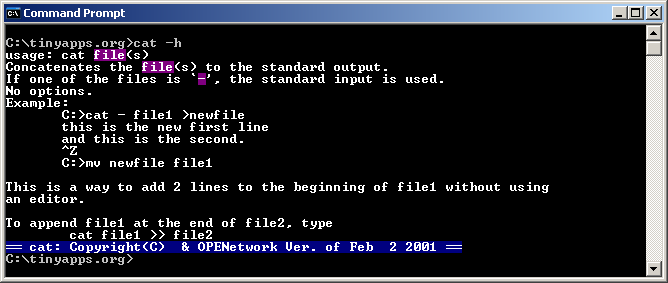 Command Prompt
C:\tinyapps.org>cat -h
usage: cat file(s)
Concatenates the file(s) to the standard output.
If one of the files is `-', the standard input is used.
No options.
Example:
C:>cat - file1 >newfile
this is the new first line
and this is the second.
^Z
C:>mv newfile file1
This is a way to add 2 lines to the beginning of file1 without using
an editor.
To append file1 at the end of file2, type
cat file1 >> file2
== cat: Copyright(C)  & OPENetwork Ver. of Feb  2 2001 ==
C:\tinyapps.org>